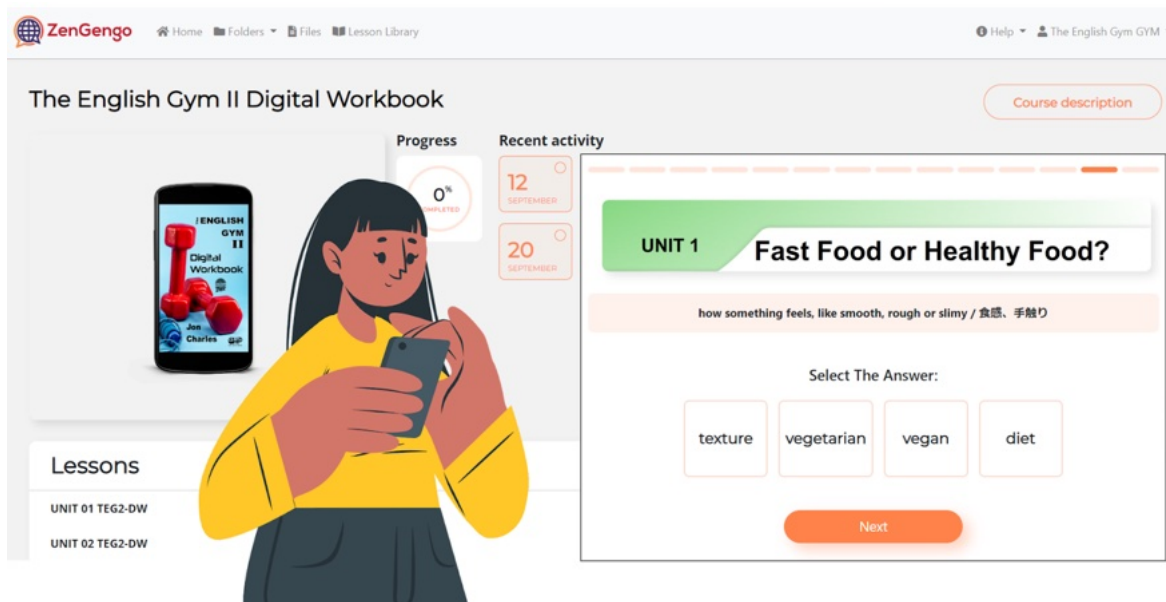 ZenGengo
Home Folders Files Lesson Library
Help The English Gym GYM
The English Gym II Digital Workbook
Course description
Progress
0%
COMPLETED
Recent activity
12
SEPTEMBER
20
SEPTEMBER
THE ENGLISH
GYM
II
Digital
Workbook
Jon
Charles
Lessons
UNIT 01 TEG2-DW
UNIT 02 TEG2-DW
UNIT 1 Fast Food or Healthy Food?
how something feels, like smooth, rough or slimy / 食感、手触り
Select The Answer:
texture vegetarian vegan diet
Next